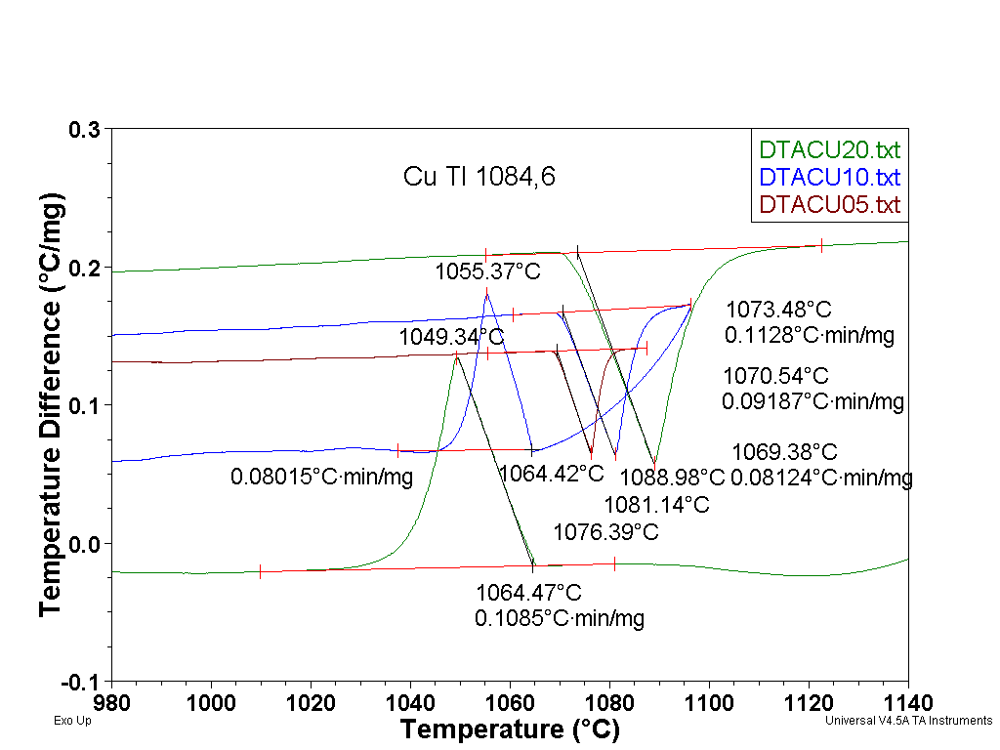 Cu Tl 1084,6
DTACU20.txt
DTACU10.txt
DTACU05.txt
Temperature Difference (°C/mg)
0.3
0.2
0.1
0.0
-0.1
1055.37°C
1049.34°C
1073.48°C
0.1128°C·min/mg
1070.54°C
0.09187°C·min/mg
1069.38°C
0.08124°C·min/mg
0.08015°C·min/mg
1064.42°C
1088.98°C
1081.14°C
1076.39°C
1064.47°C
0.1085°C·min/mg
980 1000 1020 1040 1060 1080 1100 1120 1140
Exo Up
Temperature (°C)
Universal V4.5A TA Instruments